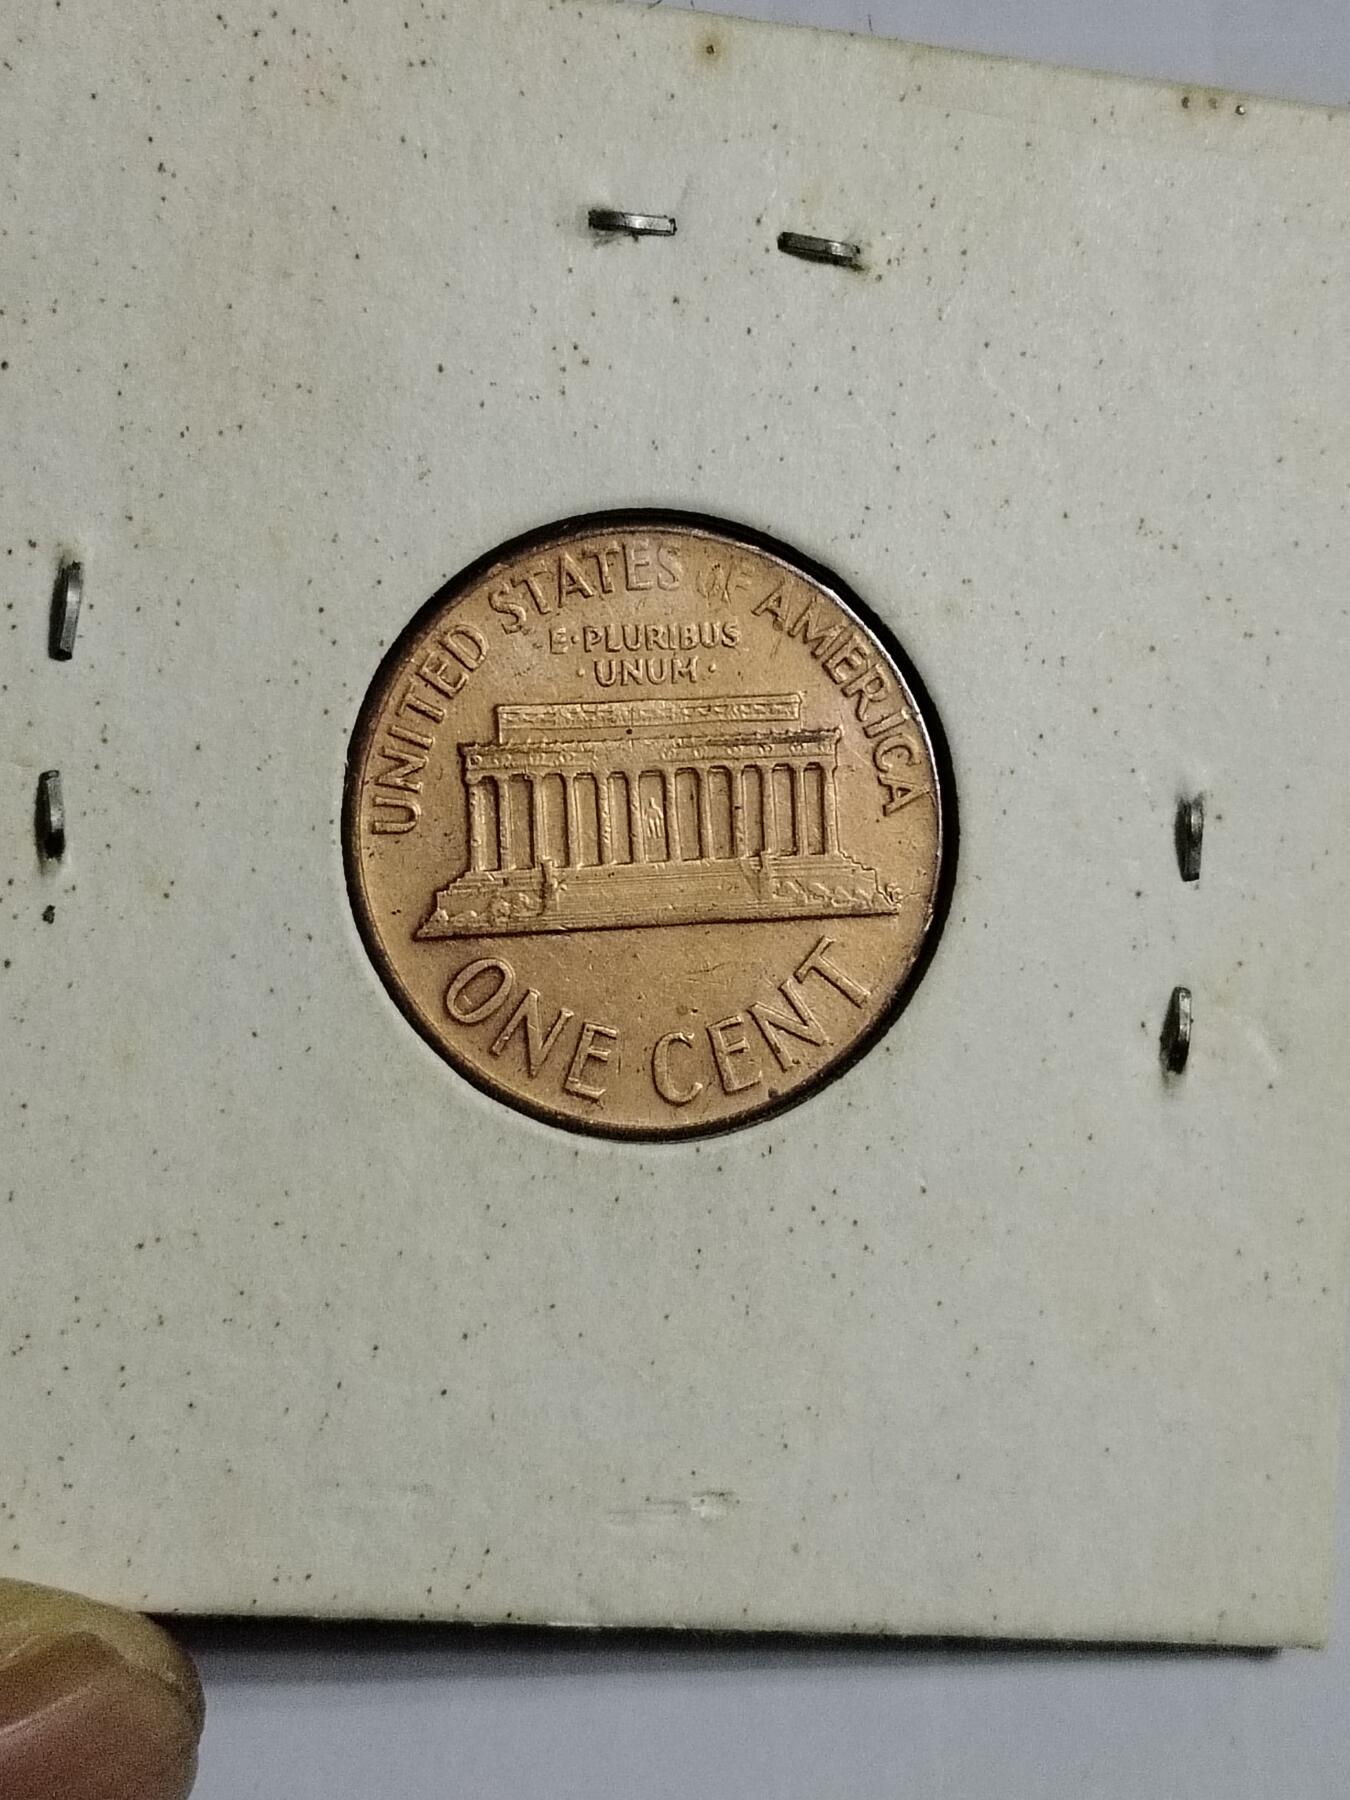 UNITED STATES OF AMERICA
E·PLURIBUS
·UNUM·
ONE CENT